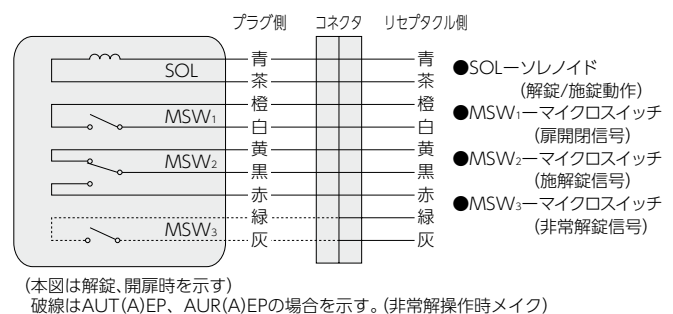 プラグ側 コネクタ リセプタクル側
SOL
MSW₁
MSW₂
MSW₃
青
茶
橙
白
黄
黒
赤
緑
灰
青
茶
橙
白
黄
黒
赤
緑
灰
●SOLーソレノイド
(解錠/施錠動作)
●MSW₁ーマイクロスイッチ
(扉開閉信号)
●MSW₂ーマイクロスイッチ
(施解錠信号)
●MSW₃ーマイクロスイッチ
(非常解錠信号)
(本図は解錠、開扉時を示す)
破線はAUT(A)EP、AUR(A)EPの場合を示す。(非常解操作時メイク)